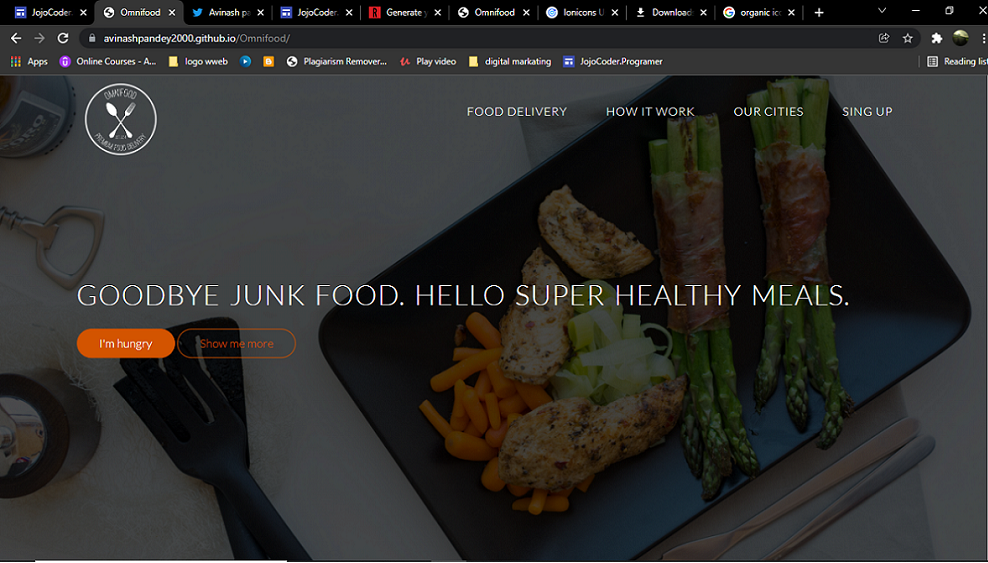 JojoCoder.
Omnifood
Avinash pa
JojoCoder.
Generate y
Omnifood
Ionicons U
Download
organic ico
avinashpandey2000.github.io/Omnifood/
Apps
Online Courses - A...
logo wweb
Plagiarism Remover...
Play video
digital markating
JojoCoder.Programer
Reading list
OMNIFOOD
PREMIUM FOOD DELIVERY
FOOD DELIVERY
HOW IT WORK
OUR CITIES
SING UP
GOODBYE JUNK FOOD. HELLO SUPER HEALTHY MEALS.
I'm hungry
Show me more